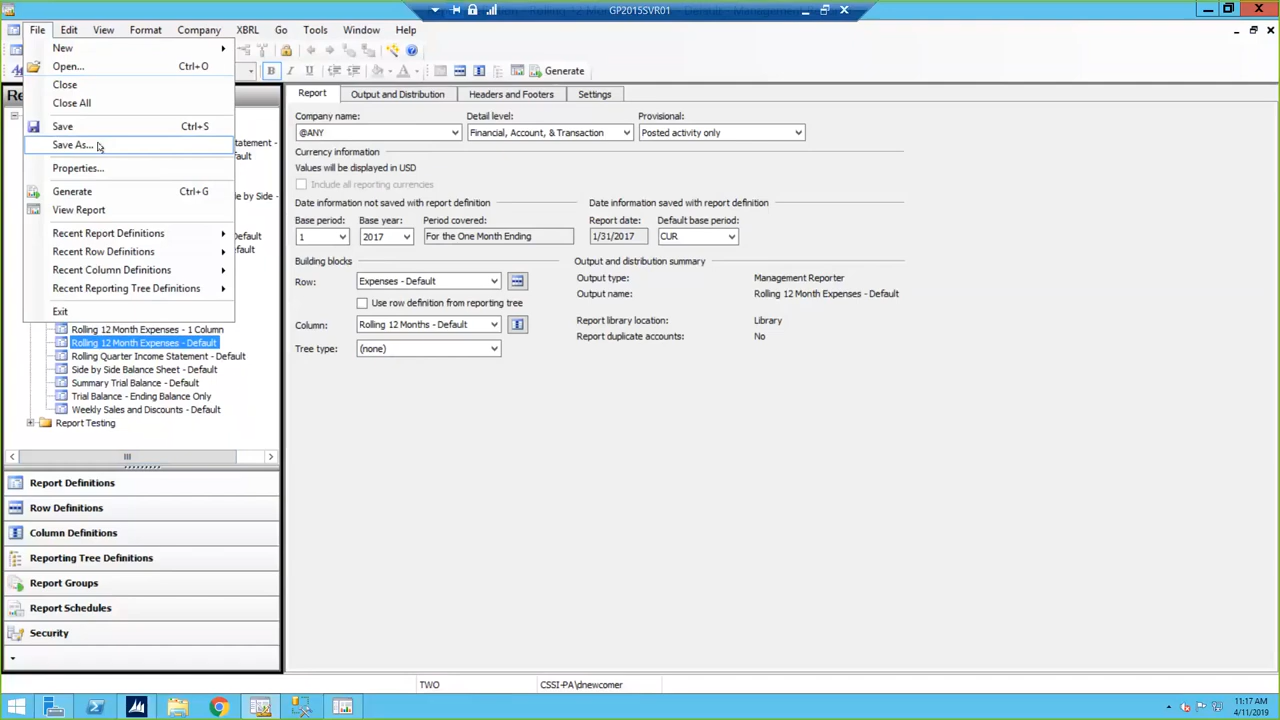 GP2015SVR01
File Edit View Format Company XBRL Go Tools Window Help
New
Open... Ctrl+O
Close
Close All
Save Ctrl+S
Save As...
Properties...
Generate Ctrl+G
View Report
Recent Report Definitions
Recent Row Definitions
Recent Column Definitions
Recent Reporting Tree Definitions
Exit
B I U A Generate
Statement -
ault
e by Side -
efault
fault
Rolling 12 Month Expenses - 1 Column
Rolling 12 Month Expenses - Default
Rolling Quarter Income Statement - Default
Side by Side Balance Sheet - Default
Summary Trial Balance - Default
Trial Balance - Ending Balance Only
Weekly Sales and Discounts - Default
Report Testing
Report Definitions
Row Definitions
Column Definitions
Reporting Tree Definitions
Report Groups
Report Schedules
Security
Report Output and Distribution Headers and Footers Settings
Company name: Detail level: Provisional:
@ANY Financial, Account, & Transaction Posted activity only
Currency information
Values will be displayed in USD
Include all reporting currencies
Date information not saved with report definition Date information saved with report definition
Base period: Base year: Period covered: Report date: Default base period:
1 2017 For the One Month Ending 1/31/2017 CUR
Building blocks Output and distribution summary
Row: Expenses - Default Output type: Management Reporter
Use row definition from reporting tree Output name: Rolling 12 Month Expenses - Default
Column: Rolling 12 Months - Default Report library location: Library
Report duplicate accounts: No
Tree type: (none)
TWO CSSI-PA\dnewcomer
11:17 AM
4/11/2019